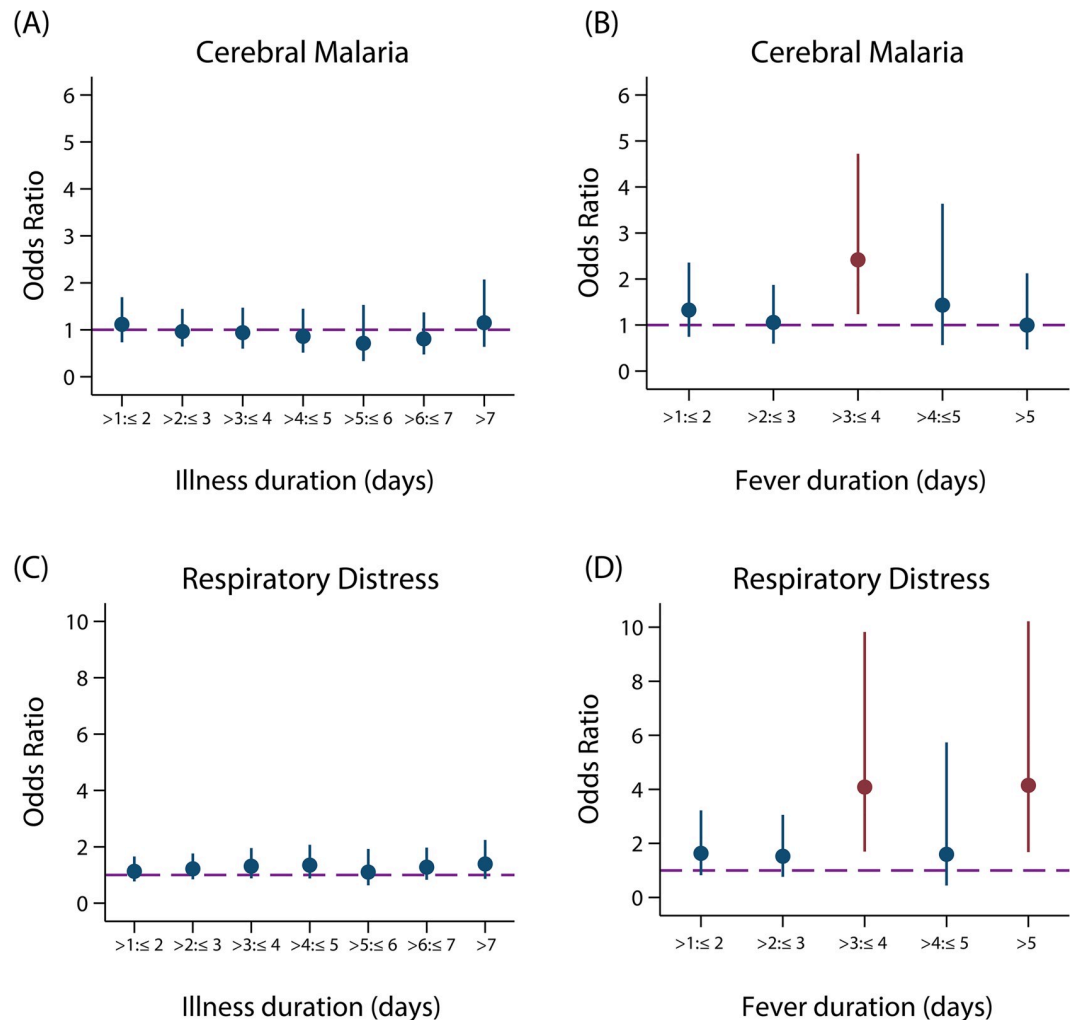 (A)
Cerebral Malaria
6
5
4
3
2
1
0
Odds Ratio
>1:≤ 2 >2:≤ 3 >3:≤ 4 >4:≤ 5 >5:≤ 6 >6:≤ 7 >7
Illness duration (days)
(B)
Cerebral Malaria
6
5
4
3
2
1
0
Odds Ratio
>1:≤ 2 >2:≤ 3 >3:≤ 4 >4:≤5 >5
Fever duration (days)
(C)
Respiratory Distress
10
8
6
4
2
0
Odds Ratio
>1:≤ 2 >2:≤ 3 >3:≤ 4 >4:≤ 5 >5:≤ 6 >6:≤ 7 >7
Illness duration (days)
(D)
Respiratory Distress
10
8
6
4
2
0
Odds Ratio
>1:≤ 2 >2:≤ 3 >3:≤ 4 >4:≤ 5 >5
Fever duration (days)